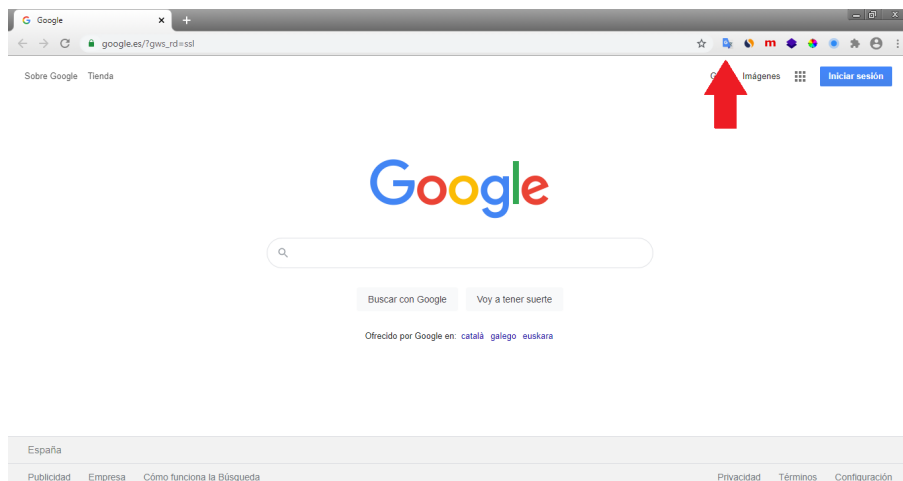 Google
google.es/?gws_rd=ssl
Sobre Google Tienda Imágenes Iniciar sesión
Google
Buscar con Google Voy a tener suerte
Ofrecido por Google en: català galego euskara
España
Publicidad Empresa Cómo funciona la Búsqueda Privacidad Términos Configuración